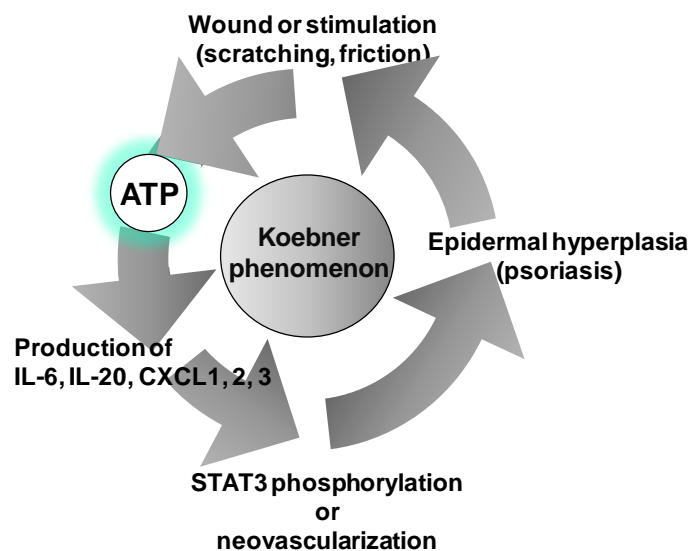 Wound or stimulation
(scratching, friction)
ATP
Koebner
phenomenon
Epidermal hyperplasia
(psoriasis)
Production of
IL-6, IL-20, CXCL1, 2, 3
STAT3 phosphorylation
or
neovascularization